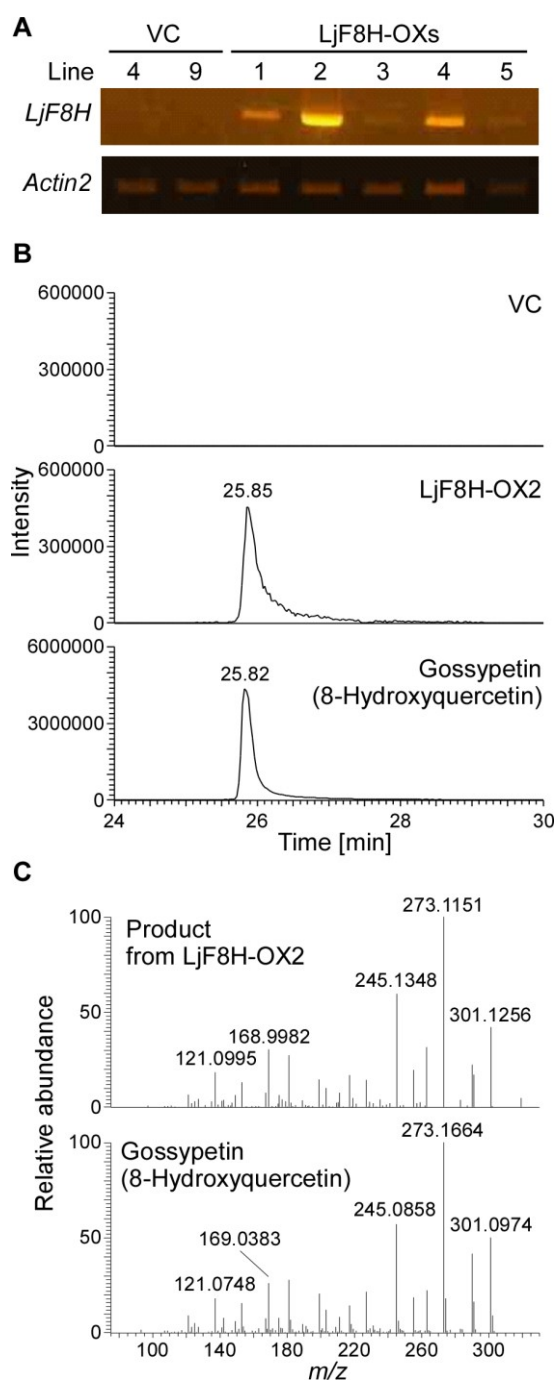 A
VC LjF8H-OXs
Line 4 9 1 2 3 4 5
LjF8H
Actin2
B
600000
300000
0
VC
600000
300000
0
25.85
LjF8H-OX2
Intensity
6000000
3000000
0
25.82
Gossypetin
(8-Hydroxyquercetin)
24 26 28 30
Time [min]
C
100
50
0
Product
from LjF8H-OX2
273.1151
245.1348
301.1256
168.9982
121.0995
Relative abundance
100
50
0
Gossypetin
(8-Hydroxyquercetin)
273.1664
245.0858
301.0974
169.0383
121.0748
100 160 220 280
m/z